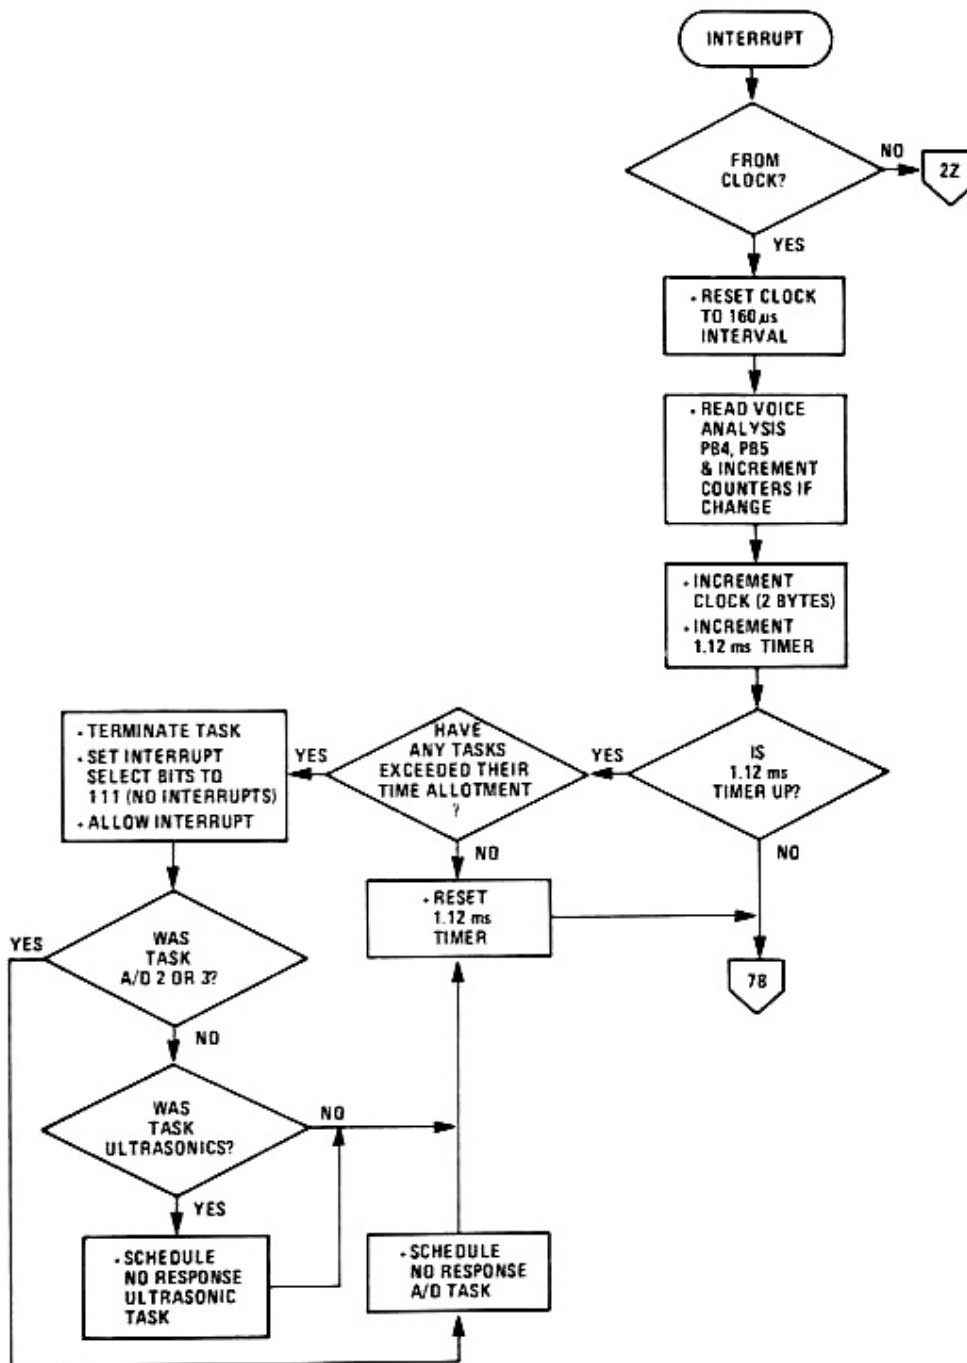 INTERRUPT
FROM
CLOCK?
NO
2Z
YES
• RESET CLOCK
TO 160 µs
INTERVAL
• READ VOICE
ANALYSIS
PB4, PB5
& INCREMENT
COUNTERS IF
CHANGE
• INCREMENT
CLOCK (2 BYTES)
• INCREMENT
1.12 ms TIMER
IS
1.12 ms
TIMER UP?
YES
NO
HAVE
ANY TASKS
EXCEEDED THEIR
TIME ALLOTMENT
?
YES
NO
• TERMINATE TASK
• SET INTERRUPT
SELECT BITS TO
111 (NO INTERRUPTS)
• ALLOW INTERRUPT
• RESET
1.12 ms
TIMER
7B
WAS
TASK
A/D 2 OR 3?
YES
NO
WAS
TASK
ULTRASONICS?
NO
YES
• SCHEDULE
NO RESPONSE
ULTRASONIC
TASK
• SCHEDULE
NO RESPONSE
A/D TASK